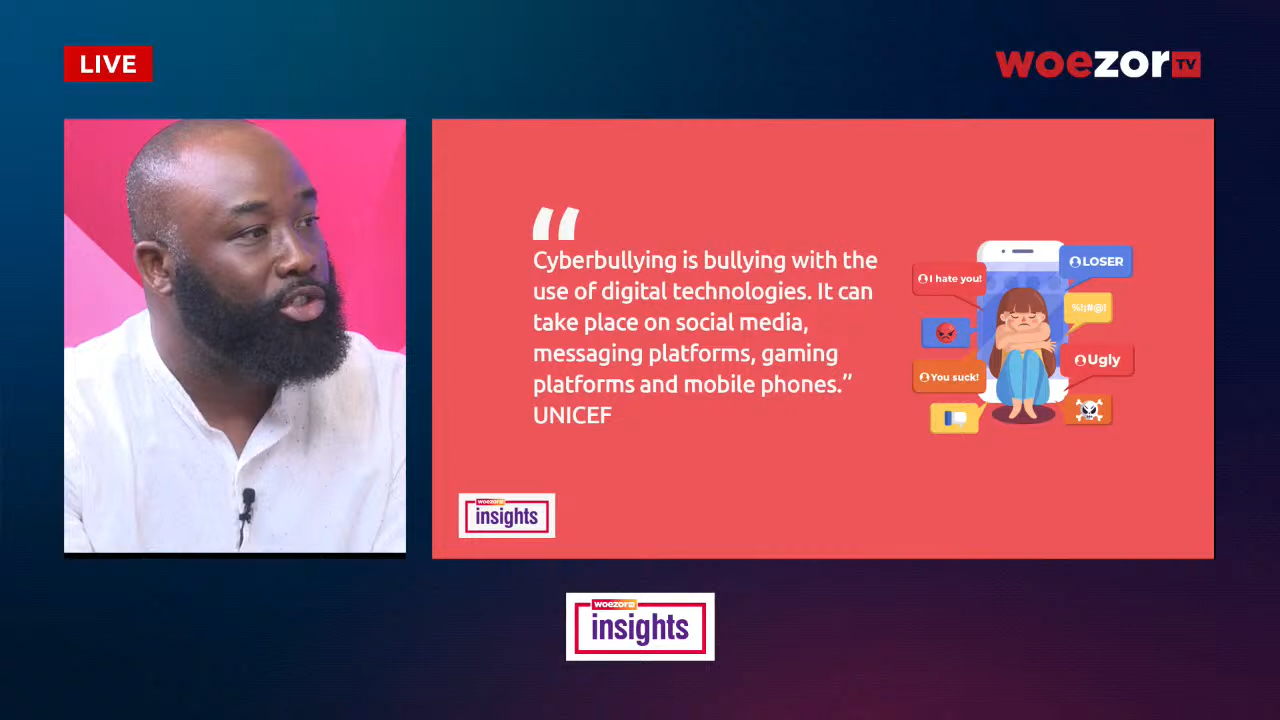 LIVE
woezor TV
“
Cyberbullying is bullying with the
use of digital technologies. It can
take place on social media,
messaging platforms, gaming
platforms and mobile phones.”
UNICEF
I hate you!
LOSER
%!¡#@!
You suck!
Ugly
woezor
insights
woezor
insights